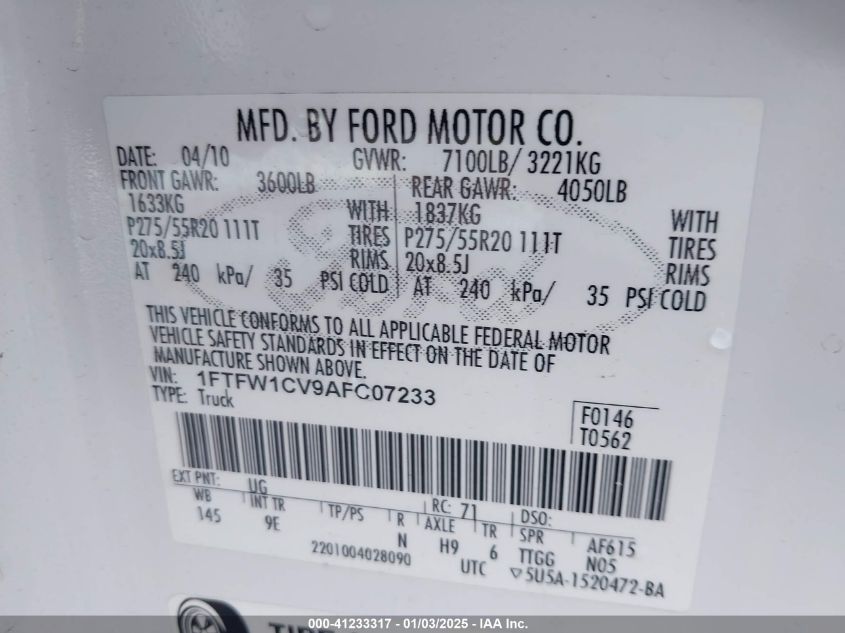 MFD. BY FORD MOTOR CO.
DATE: 04/10 GVWR: 7100LB/ 3221KG
FRONT GAWR: 3600LB REAR GAWR: 4050LB
1633KG WITH 1837KG WITH
P275/55R20 111T TIRES P275/55R20 111T TIRES
20x8.5J RIMS 20x8.5J RIMS
AT 240 kPa/ 35 PSI COLD AT 240 kPa/ 35 PSI COLD
Ford
THIS VEHICLE CONFORMS TO ALL APPLICABLE FEDERAL MOTOR
VEHICLE SAFETY STANDARDS IN EFFECT ON THE DATE OF
MANUFACTURE SHOWN ABOVE.
VIN: 1FTFW1CV9AFC07233
TYPE: Truck
F0146
T0562
EXT PNT: UG RC: 71 DSO:
WB INT TR TP/PS R AXLE TR SPR AF615
145 9E N H9 6 TTGG N05
2201004028090 UTC ▽5U5A-1520472-BA
TIRE
000-41233317 - 01/03/2025 - IAA Inc.